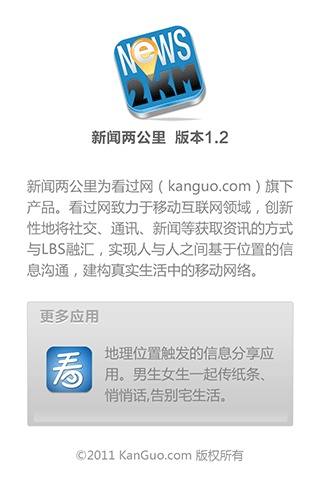 NeWS
2KM
新闻两公里 版本1.2
新闻两公里为看过网（kanguo.com）旗下
产品。看过网致力于移动互联网领域，创新
性地将社交、通讯、新闻等获取资讯的方式
与LBS融汇，实现人与人之间基于位置的信
息沟通，建构真实生活中的移动网络。
更多应用
看
地理位置触发的信息分享应
用。男生女生一起传纸条、
悄悄话,告别宅生活。
©2011 KanGuo.com 版权所有